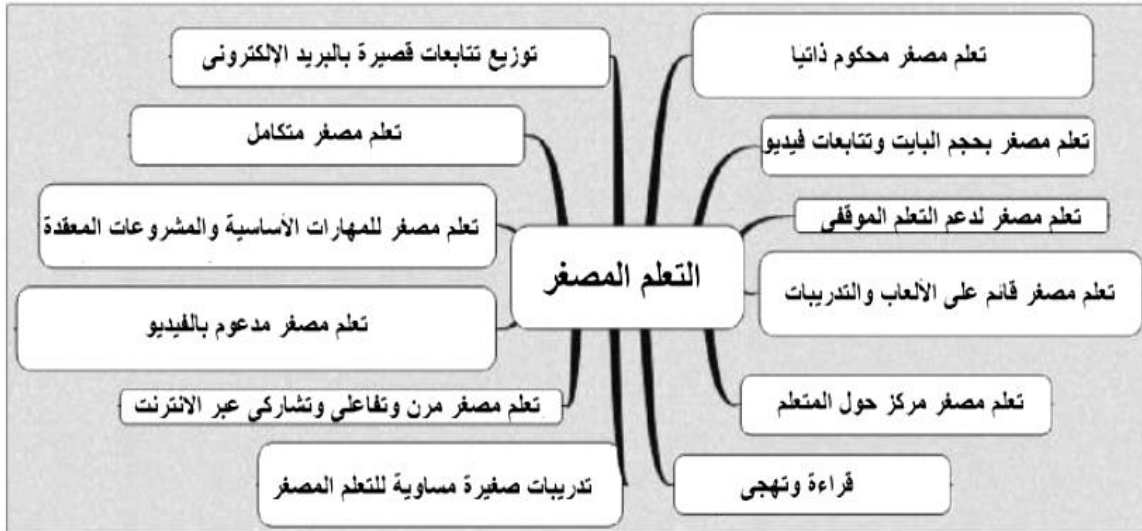 تعلم مصغر محكوم ذاتيا
توزيع تتابعات قصيرة بالبريد الإلكترونى
تعلم مصغر بحجم البايت وتتابعات فيديو
تعلم مصغر متكامل
تعلم مصغر لدعم التعلم الموقفى
تعلم مصغر للمهارات الأساسية والمشروعات المعقدة
التعلم المصغر
تعلم مصغر قائم على الألعاب والتدريبات
تعلم مصغر مدعوم بالفيديو
تعلم مصغر مركز حول المتعلم
تعلم مصغر مرن وتفاعلى وتشاركى عبر الانترنت
قراءة وتهجى
تدريبات صغيرة مساوية للتعلم المصغر